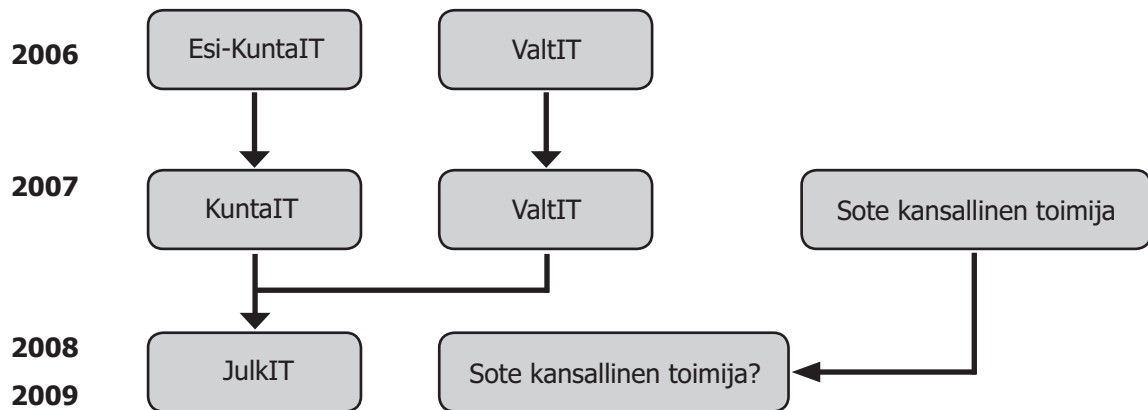 2006
Esi-KuntaIT
ValtIT
2007
KuntaIT
ValtIT
Sote kansallinen toimija
2008
JulkIT
Sote kansallinen toimija?
2009